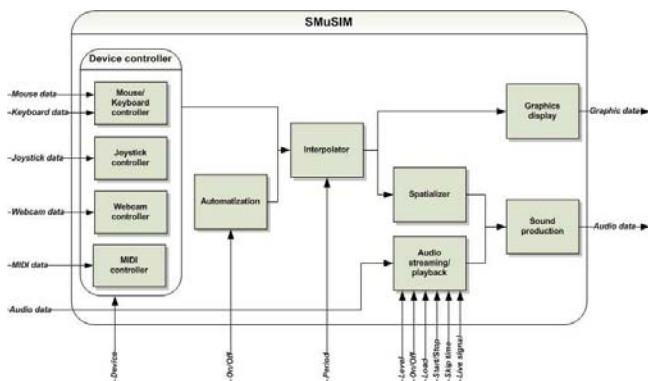 SMuSIM
Device controller
Mouse data
Keyboard data
Mouse/
Keyboard
controller
Joystick data
Joystick
controller
Webcam data
Webcam
controller
MIDI data
MIDI
controller
Audio data
Automatization
Interpolator
Graphics
display
Graphic data
Spatializer
Sound
production
Audio data
Audio
streaming/
playback
Device
On/Off
Period
Level
On/Off
Load
Start/Stop
Skip time
Live signal